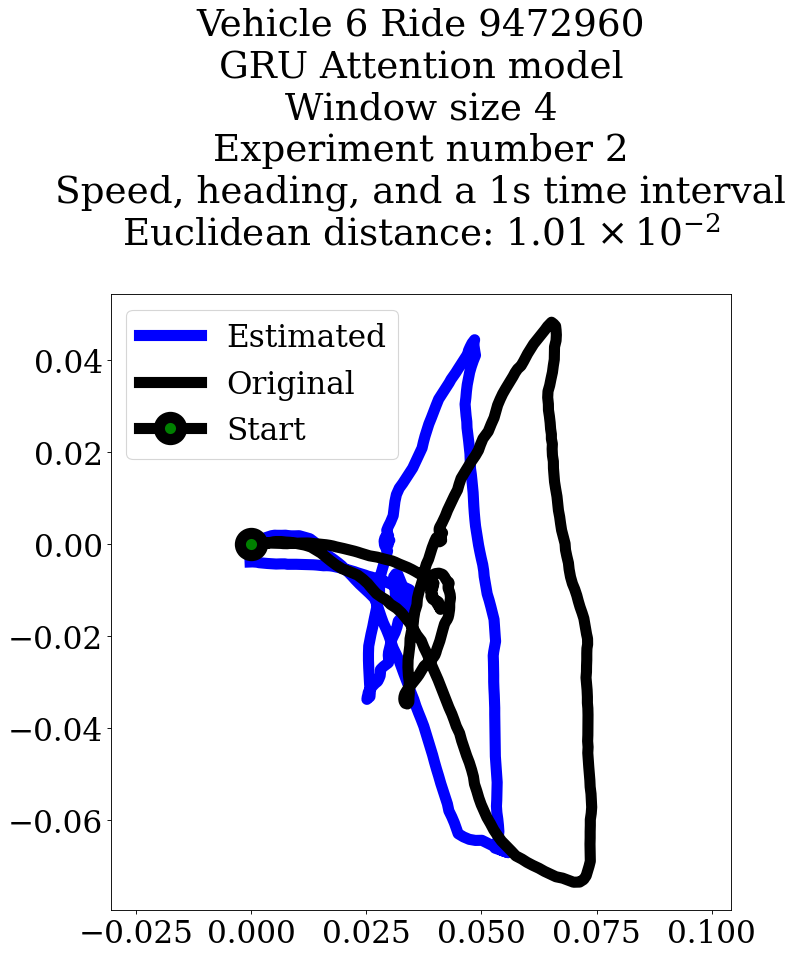 Vehicle 6 Ride 9472960
GRU Attention model
Window size 4
Experiment number 2
Speed, heading, and a 1s time interval
Euclidean distance: 1.01 × 10⁻²
Estimated
Original
Start
0.04
0.02
0.00
−0.02
−0.04
−0.06
−0.025 0.000 0.025 0.050 0.075 0.100